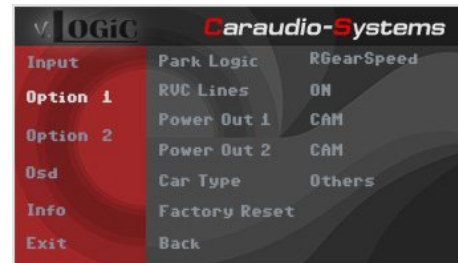 v.LOGiC Caraudio-Systems
Input Park Logic RGearSpeed
Option 1 RVC Lines ON
Power Out 1 CAM
Option 2 Power Out 2 CAM
Osd Car Type Others
Info Factory Reset
Exit Back